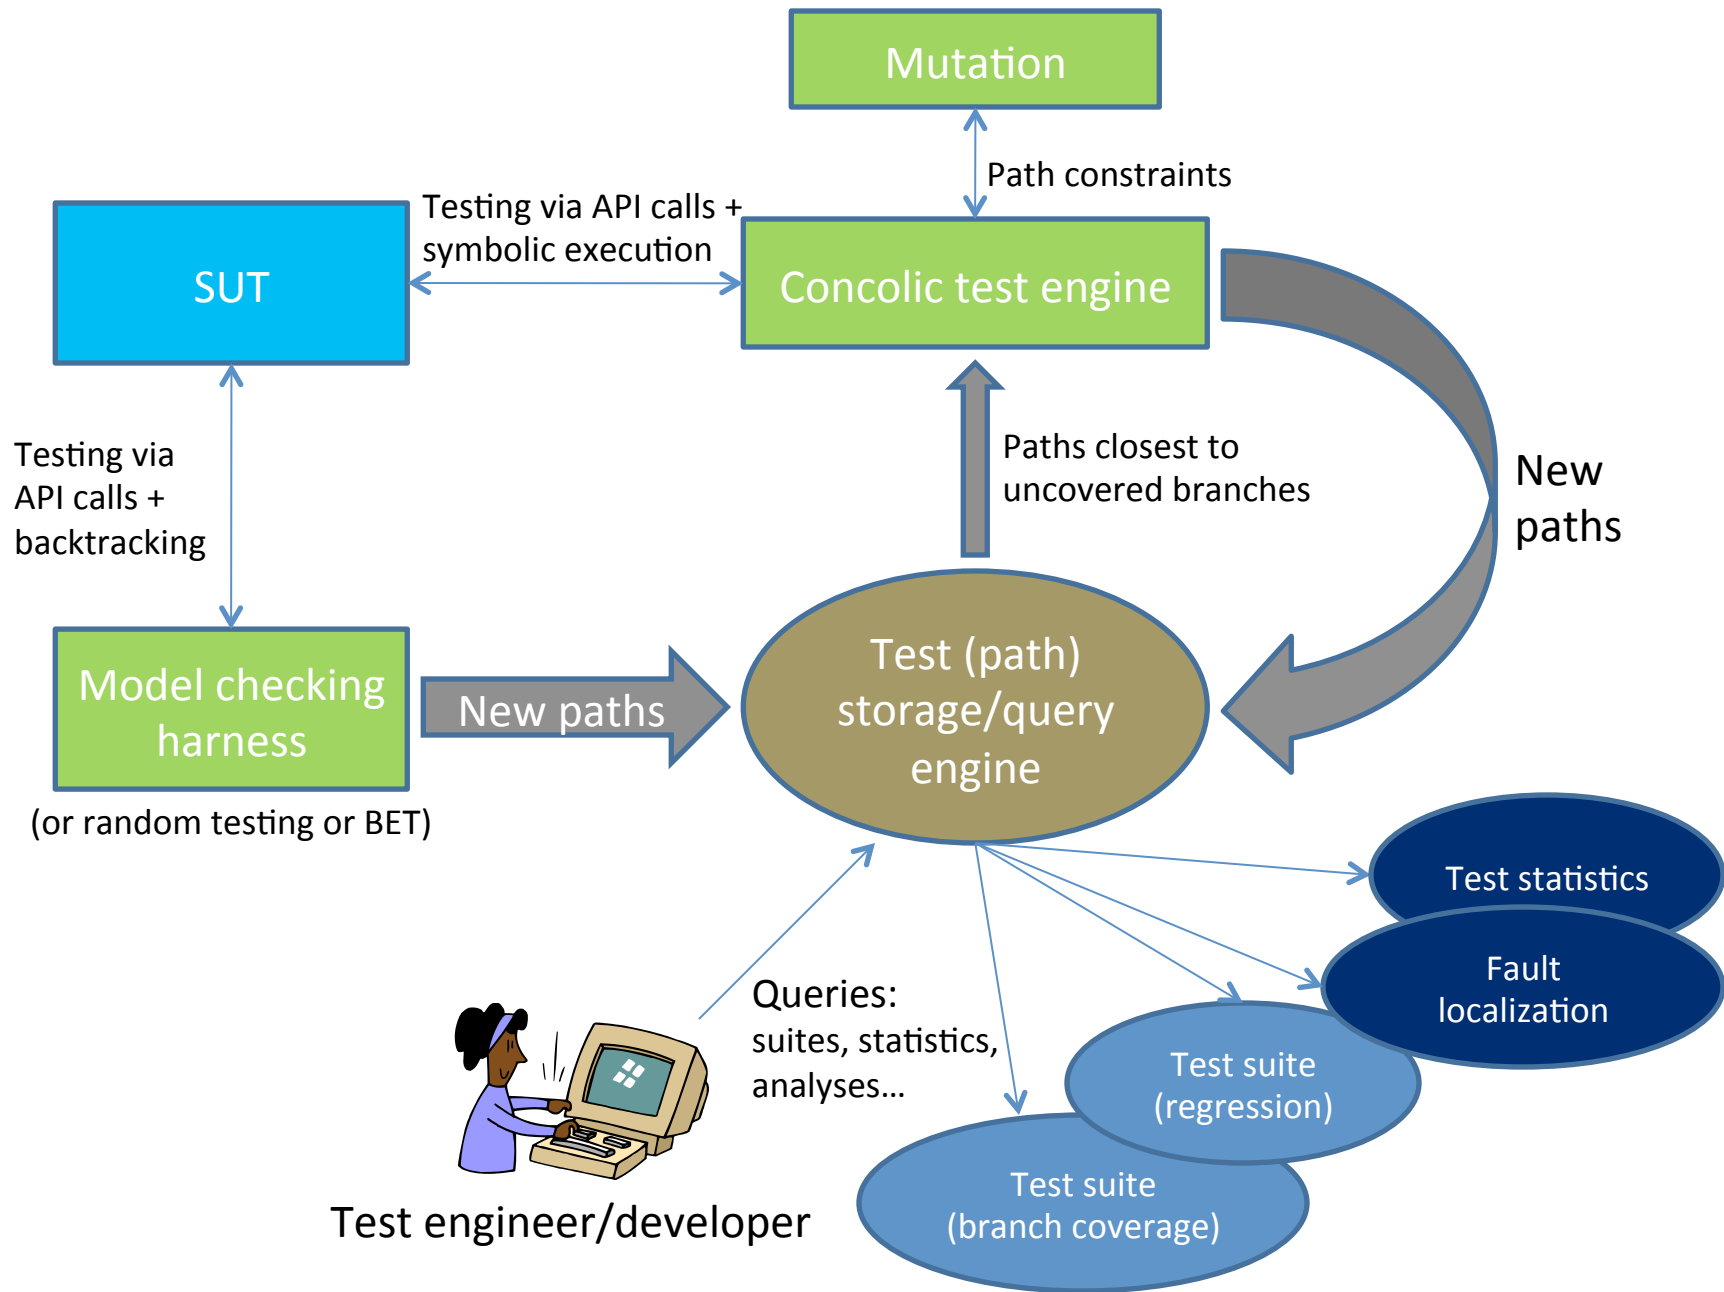 Mutation
Path constraints
Testing via API calls +
symbolic execution
SUT
Concolic test engine
Testing via
API calls +
backtracking
Paths closest to
uncovered branches
New
paths
Model checking
harness
(or random testing or BET)
New paths
Test (path)
storage/query
engine
Test statistics
Fault
localization
Queries:
suites, statistics,
analyses...
Test suite
(regression)
Test suite
(branch coverage)
Test engineer/developer